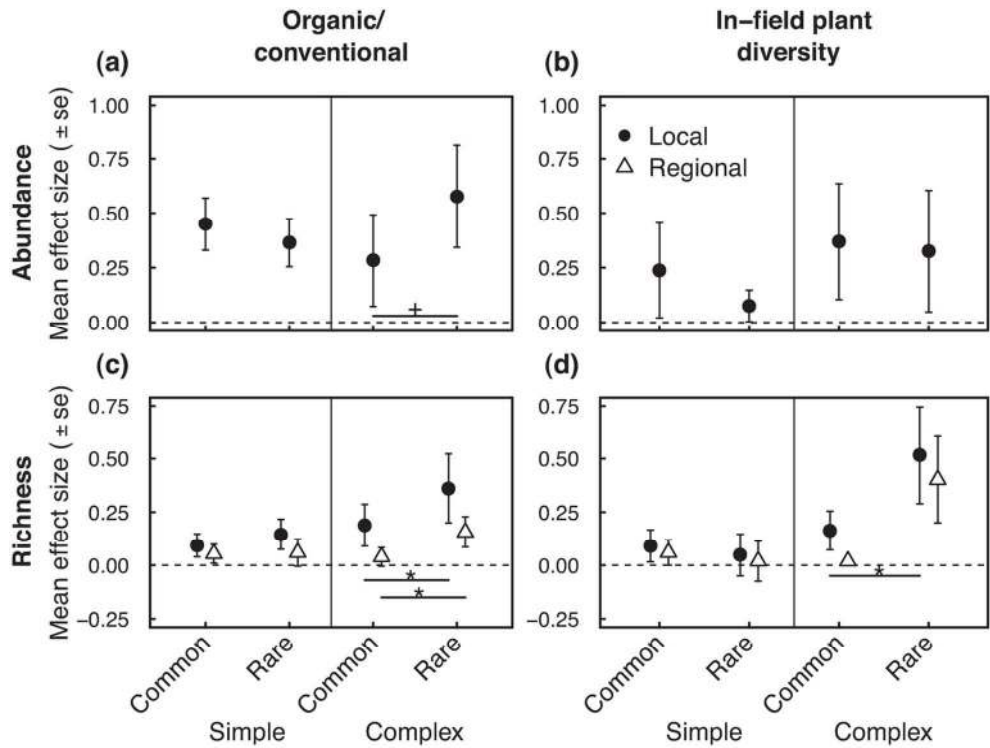 Organic/
conventional
In-field plant
diversity
(a)
(b)
Abundance
Mean effect size ( ± se)
1.00
0.75
0.50
0.25
0.00
+
1.00
0.75
0.50
0.25
0.00
Local
Regional
(c)
(d)
Richness
Mean effect size ( ± se)
0.75
0.50
0.25
0.00
−0.25
*
*
0.75
0.50
0.25
0.00
−0.25
*
Common
Rare
Common
Rare
Simple
Complex
Common
Rare
Common
Rare
Simple
Complex